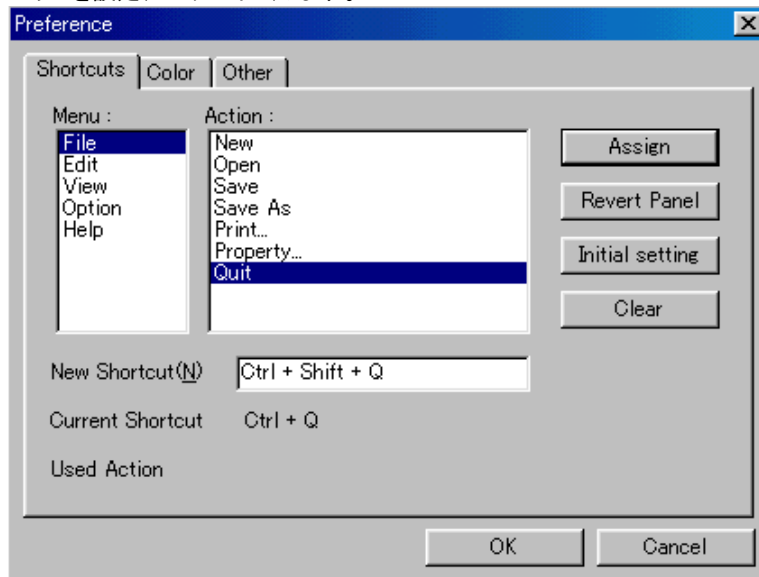 Preference
Shortcuts Color Other
Menu : Action :
File
Edit
View
Option
Help
New
Open
Save
Save As
Print...
Property...
Quit
Assign
Revert Panel
Initial setting
Clear
New Shortcut(N) Ctrl + Shift + Q
Current Shortcut Ctrl + Q
Used Action
OK Cancel